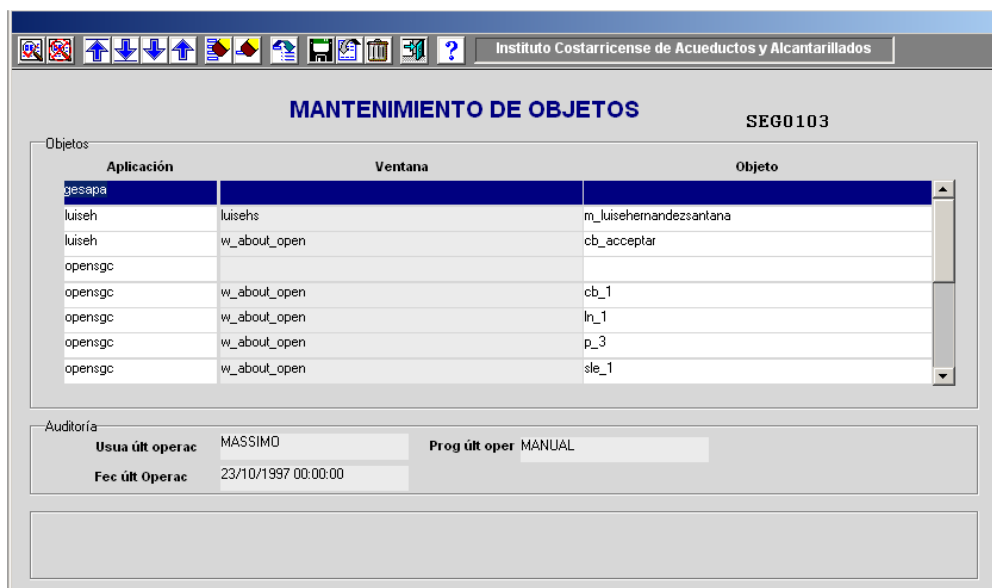 Instituto Costarricense de Acueductos y Alcantarillados
MANTENIMIENTO DE OBJETOS
SEG0103
Objetos
Aplicación Ventana Objeto
gesapa
luiseh luisehs m_luisehernandezsantana
luiseh w_about_open cb_acceptar
opensgc
opensgc w_about_open cb_1
opensgc w_about_open ln_1
opensgc w_about_open p_3
opensgc w_about_open sle_1
Auditoría
Usua últ operac MASSIMO Prog últ oper MANUAL
Fec últ Operac 23/10/1997 00:00:00